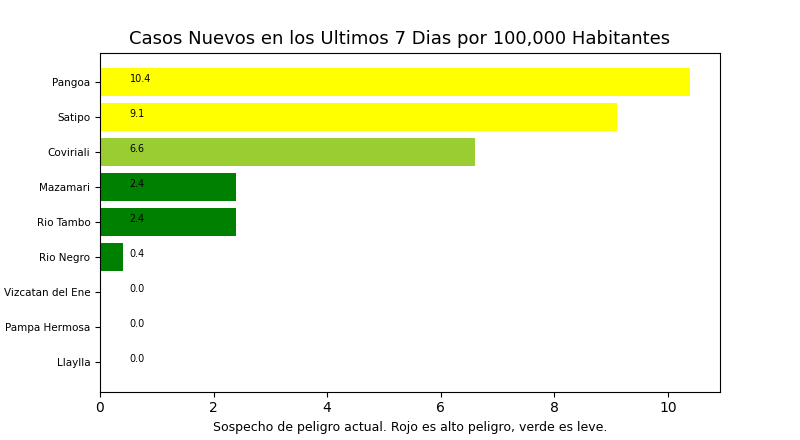 Casos Nuevos en los Ultimos 7 Dias por 100,000 Habitantes
Pangoa 10.4
Satipo 9.1
Coviriali 6.6
Mazamari 2.4
Rio Tambo 2.4
Rio Negro 0.4
Vizcatan del Ene 0.0
Pampa Hermosa 0.0
Llaylla 0.0
0 2 4 6 8 10
Sospecho de peligro actual. Rojo es alto peligro, verde es leve.